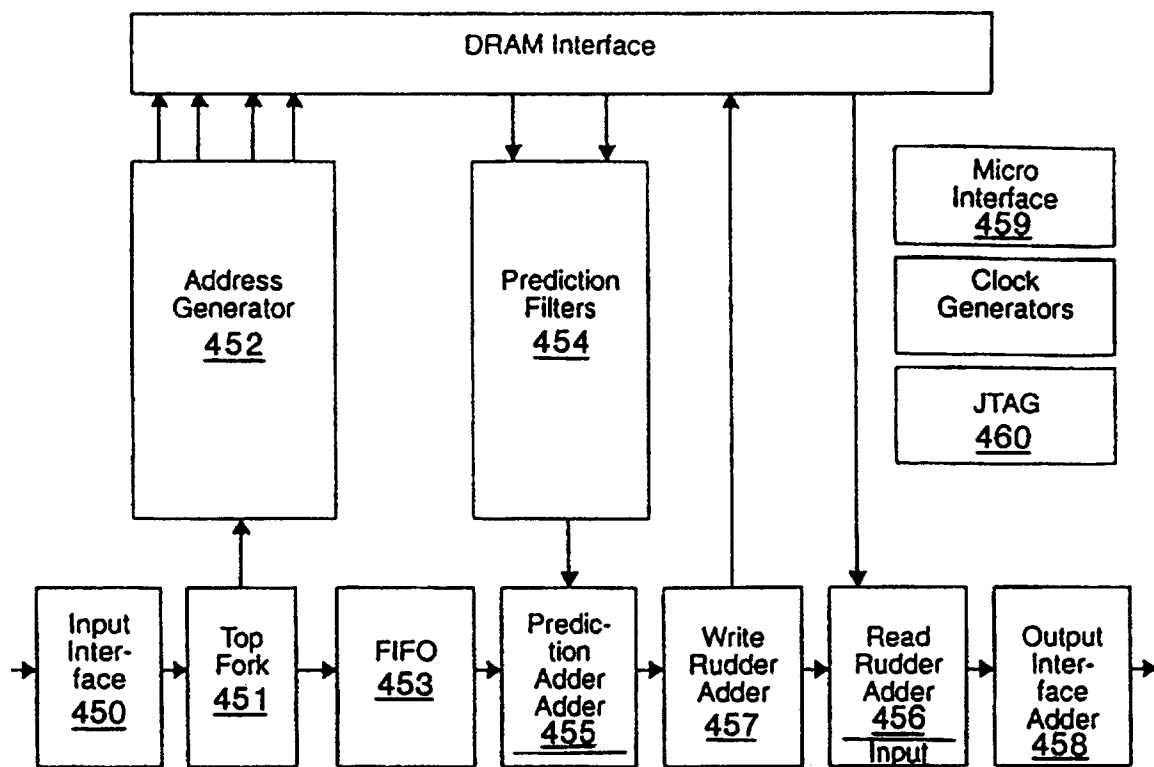 DRAM Interface
Address
Generator
452
Prediction
Filters
454
Micro
Interface
459
Clock
Generators
JTAG
460
Input
Inter-
face
450
Top
Fork
451
FIFO
453
Predic-
tion
Adder
Adder
455
Write
Rudder
Adder
457
Read
Rudder
Adder
456
Input
Output
Inter-
face
Adder
458